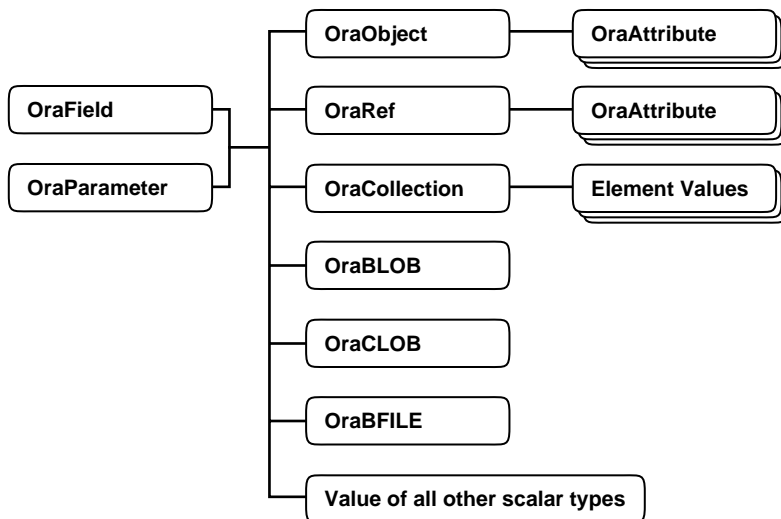 OraObject
OraAttribute
OraField
OraRef
OraAttribute
OraParameter
OraCollection
Element Values
OraBLOB
OraCLOB
OraBFILE
Value of all other scalar types